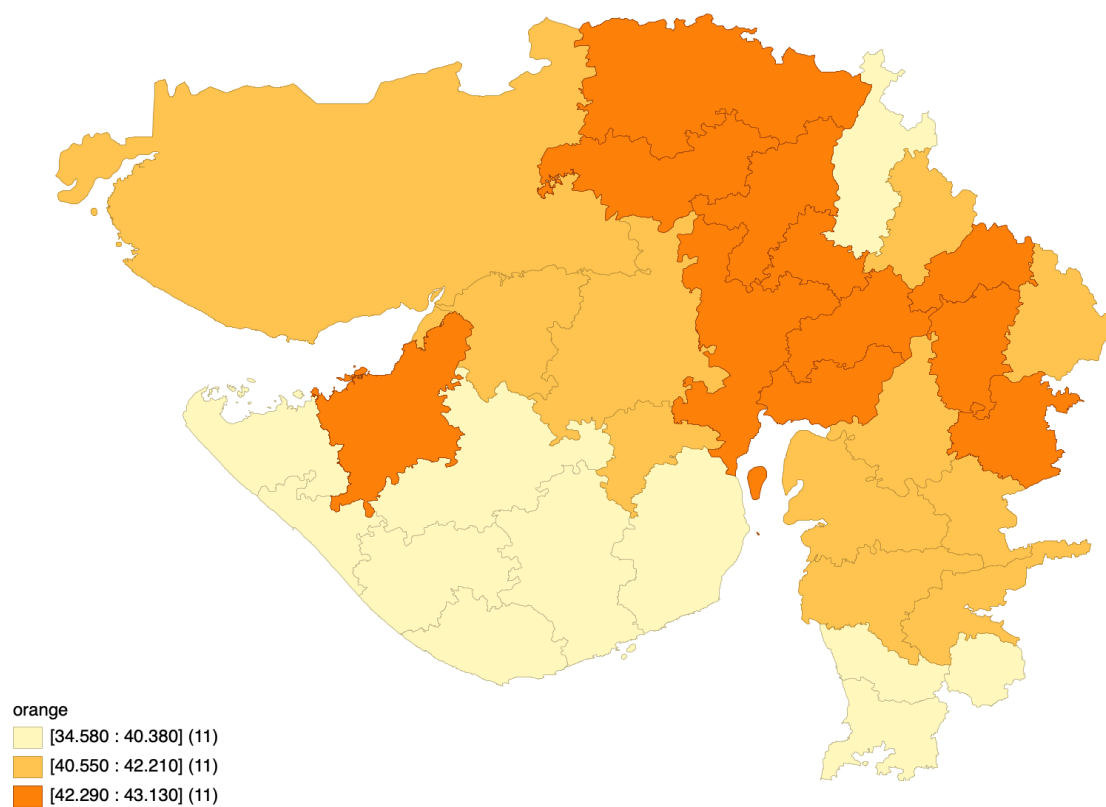 orange
[34.580 : 40.380] (11)
[40.550 : 42.210] (11)
[42.290 : 43.130] (11)